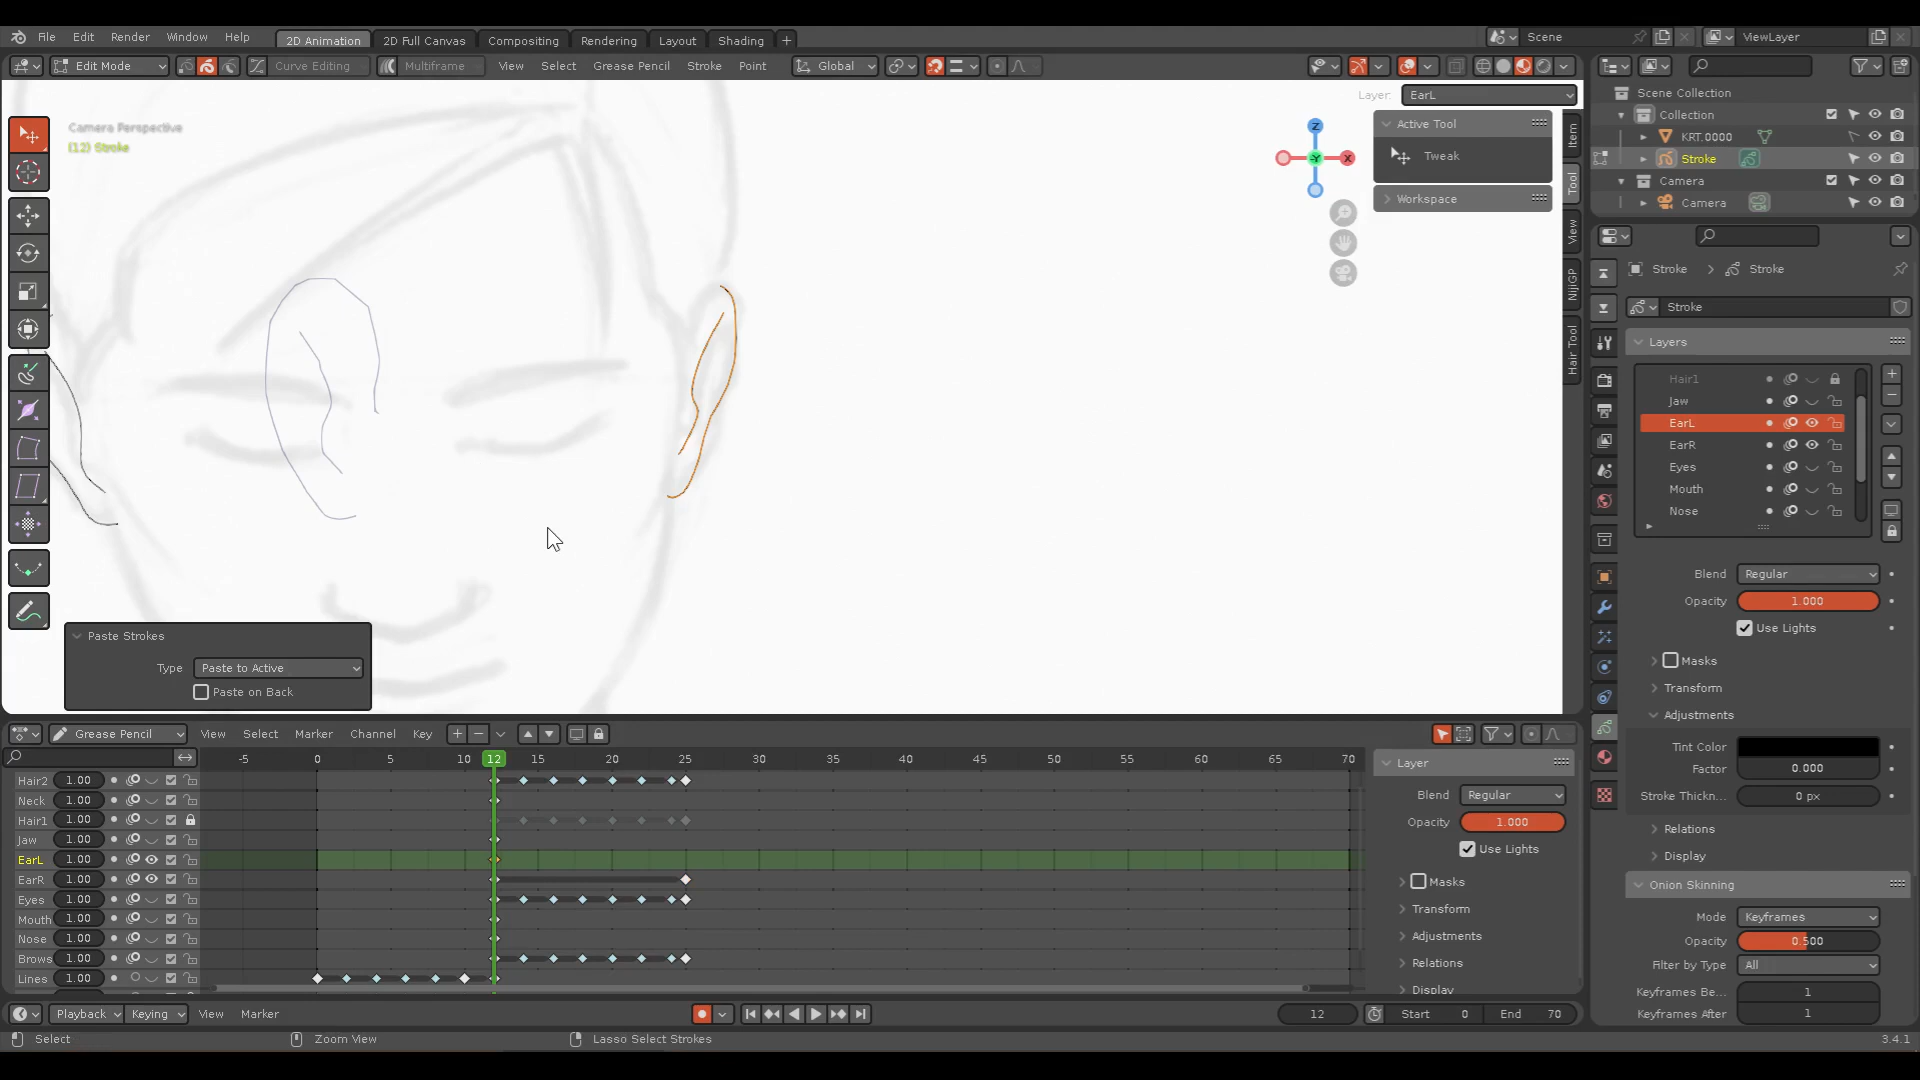 File Edit Render Window Help 2D Animation 2D Full Canvas Compositing Rendering Layout Shading + Scene ViewLayer
Edit Mode Curve Editing Multiframe View Select Grease Pencil Stroke Point Global
Layer: EarL
Camera Perspective
(12) Stroke
Z
-Y
X
Active Tool
Tweak
Workspace
Item
Tool
View
NijiGP
Hair Tool
Scene Collection
Collection
KRT.0000
Stroke
Camera
Camera
Stroke > Stroke
Stroke
Layers
Hair1
Jaw
EarL
EarR
Eyes
Mouth
Nose
Blend Regular
Opacity 1.000
Use Lights
Masks
Transform
Adjustments
Tint Color
Factor 0.000
Stroke Thickn... 0 px
Relations
Display
Onion Skinning
Mode Keyframes
Opacity 0.500
Filter by Type All
Keyframes Be... 1
Keyframes After 1
Paste Strokes
Type Paste to Active
Paste on Back
Grease Pencil View Select Marker Channel Key
-5 0 5 10 12 15 20 25 30 35 40 45 50 55 60 65 70
Hair2 1.00
Neck 1.00
Hair1 1.00
Jaw 1.00
EarL 1.00
EarR 1.00
Eyes 1.00
Mouth 1.00
Nose 1.00
Brows 1.00
Lines 1.00
Layer
Blend Regular
Opacity 1.000
Use Lights
Masks
Transform
Adjustments
Relations
Display
Playback Keying View Marker 12 Start 0 End 70
Select Zoom View Lasso Select Strokes 3.4.1